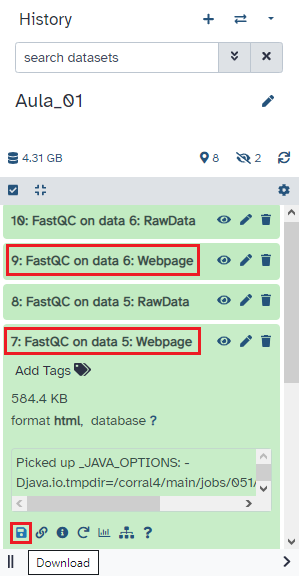 History
search datasets
Aula_01
4.31 GB
8
2
10: FastQC on data 6: RawData
9: FastQC on data 6: Webpage
8: FastQC on data 5: RawData
7: FastQC on data 5: Webpage
Add Tags
584.4 KB
format html, database ?
Picked up _JAVA_OPTIONS: -
Djava.io.tmpdir=/corral4/main/jobs/051/
Download